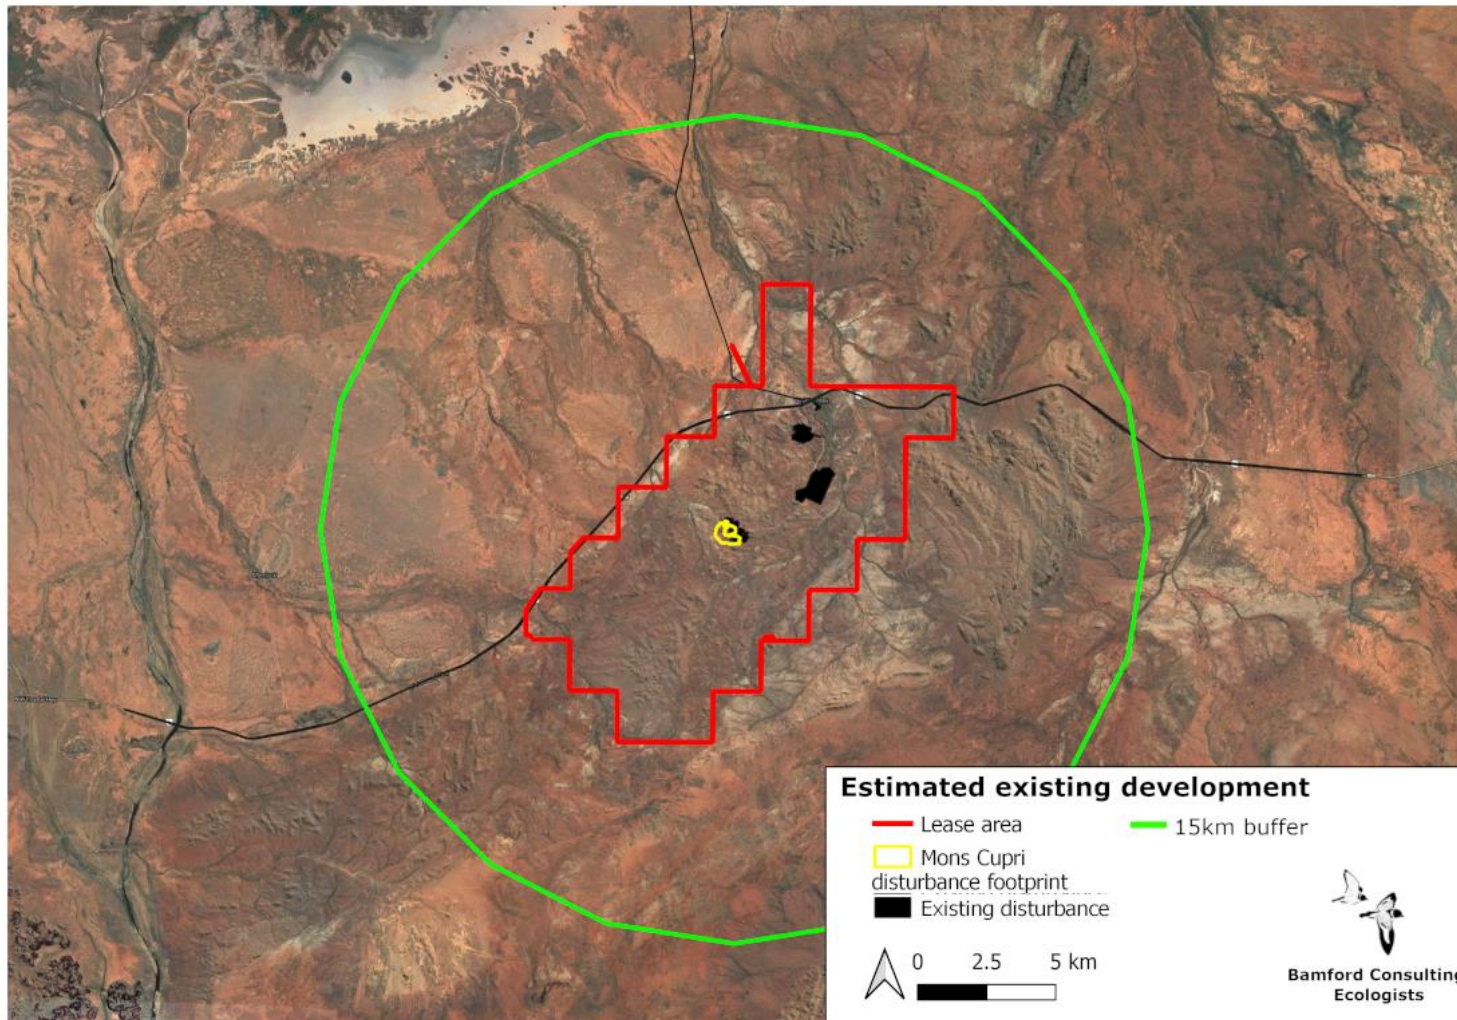 Estimated existing development
Lease area
15km buffer
Mons Cupri
disturbance footprint
Existing disturbance
0 2.5 5 km
Bamford Consulting
Ecologists